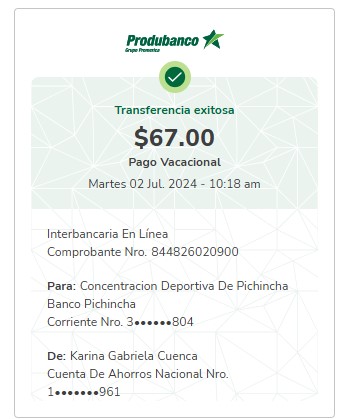 Produbanco
Grupo Promerica
Transferencia exitosa
$67.00
Pago Vacacional
Martes 02 Jul. 2024 - 10:18 am
Interbancaria En Línea
Comprobante Nro. 844826020900
Para: Concentracion Deportiva De Pichincha
Banco Pichincha
Corriente Nro. 3••••••804
De: Karina Gabriela Cuenca
Cuenta De Ahorros Nacional Nro.
1•••••••961